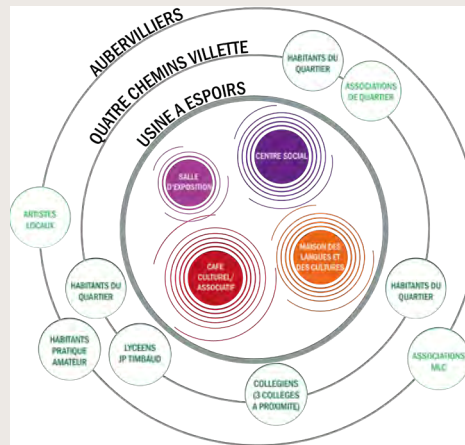 AUBERVILLIERS
QUATRE CHEMINS VILLETTE
USINE A ESPOIRS
HABITANTS DU
QUARTIER
ASSOCIATIONS
DE QUARTIER
CENTRE SOCIAL
SALLE
D'EXPOSITION
ARTISTES
LOCAUX
MAISON DES
LANGUES ET
DES CULTURES
CAFE
CULTUREL/
ASSOCIATIF
HABITANTS DU
QUARTIER
HABITANTS DU
QUARTIER
HABITANTS
PRATIQUE
AMATEUR
LYCEENS
JP TIMBAUD
ASSOCIATIONS
MLC
COLLEGIENS
(3 COLLEGES
A PROXIMITE)